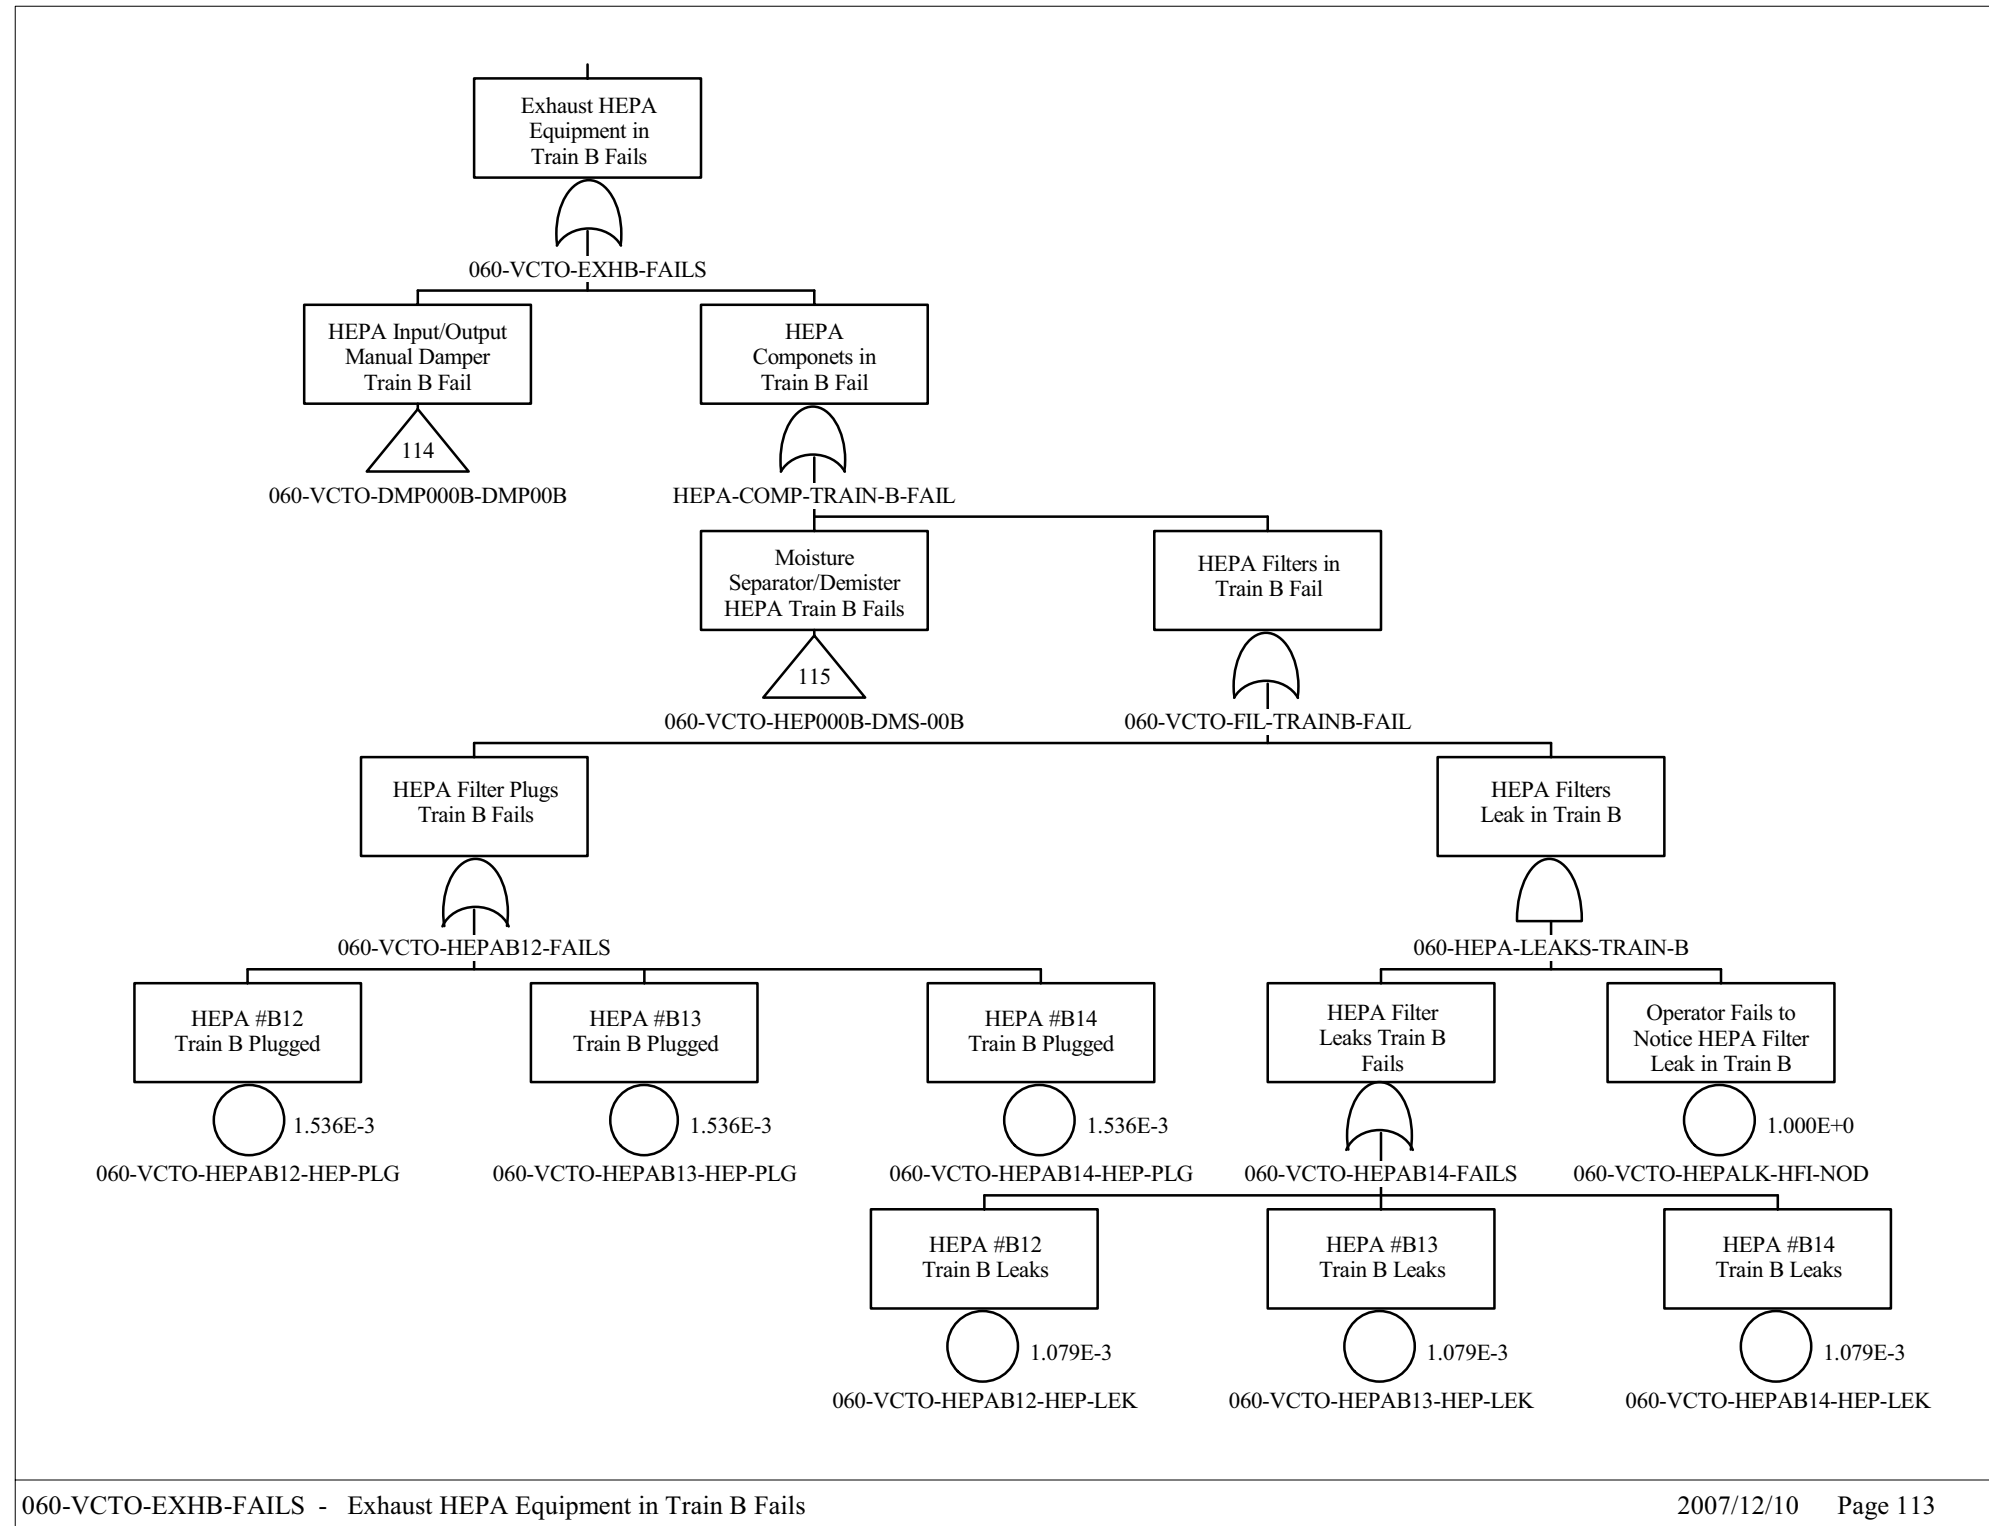 Exhaust HEPA
Equipment in
Train B Fails
060-VCTO-EXHB-FAILS
HEPA Input/Output
Manual Damper
Train B Fail
114
060-VCTO-DMP000B-DMP00B
HEPA
Componets in
Train B Fail
HEPA-COMP-TRAIN-B-FAIL
Moisture
Separator/Demister
HEPA Train B Fails
115
060-VCTO-HEP000B-DMS-00B
HEPA Filters in
Train B Fail
060-VCTO-FIL-TRAINB-FAIL
HEPA Filter Plugs
Train B Fails
060-VCTO-HEPAB12-FAILS
HEPA Filters
Leak in Train B
060-HEPA-LEAKS-TRAIN-B
HEPA #B12
Train B Plugged
1.536E-3
060-VCTO-HEPAB12-HEP-PLG
HEPA #B13
Train B Plugged
1.536E-3
060-VCTO-HEPAB13-HEP-PLG
HEPA #B14
Train B Plugged
1.536E-3
060-VCTO-HEPAB14-HEP-PLG
HEPA Filter
Leaks Train B
Fails
060-VCTO-HEPAB14-FAILS
Operator Fails to
Notice HEPA Filter
Leak in Train B
1.000E+0
060-VCTO-HEPALK-HFI-NOD
HEPA #B12
Train B Leaks
1.079E-3
060-VCTO-HEPAB12-HEP-LEK
HEPA #B13
Train B Leaks
1.079E-3
060-VCTO-HEPAB13-HEP-LEK
HEPA #B14
Train B Leaks
1.079E-3
060-VCTO-HEPAB14-HEP-LEK
060-VCTO-EXHB-FAILS - Exhaust HEPA Equipment in Train B Fails
2007/12/10 Page 113